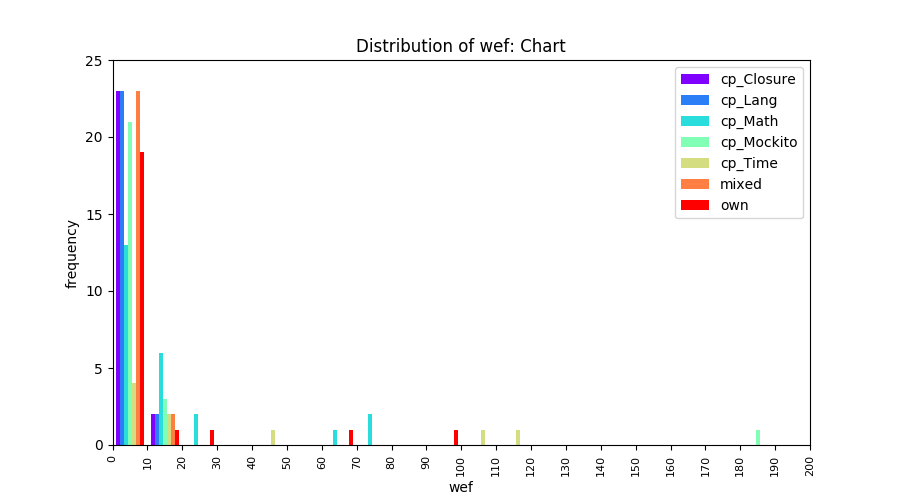 Distribution of wef: Chart
25
20
15
10
5
0
frequency
cp_Closure
cp_Lang
cp_Math
cp_Mockito
cp_Time
mixed
own
0 10 20 30 40 50 60 70 80 90 100 110 120 130 140 150 160 170 180 190 200
wef